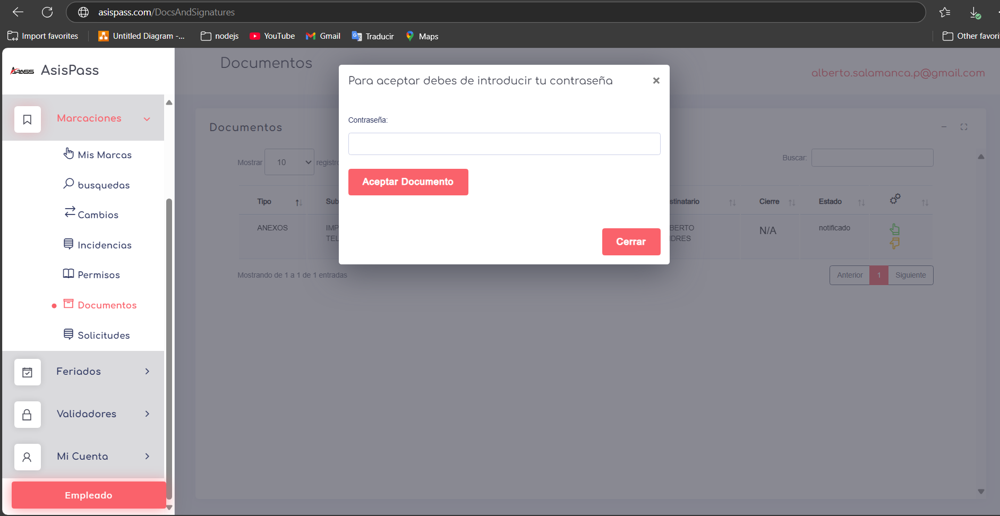 asispass.com/DocsAndSignatures
Import favorites
Untitled Diagram -...
nodejs
YouTube
Gmail
Traducir
Maps
Other favori
APASS
AsisPass
Marcaciones
Mis Marcas
busquedas
Cambios
Incidencias
Permisos
Documentos
Solicitudes
Feriados
Validadores
Mi Cuenta
Empleado
Documentos
alberto.salamanca.p@gmail.com
Documentos
Mostrar 10 registro
Buscar:
Tipo Sub stinatario Cierre Estado
ANEXOS IMP BERTO N/A notificado
TEL DRES
Mostrando de 1 a 1 de 1 entradas
Anterior 1 Siguiente
Para aceptar debes de introducir tu contraseña ×
Contraseña:
Aceptar Documento
Cerrar